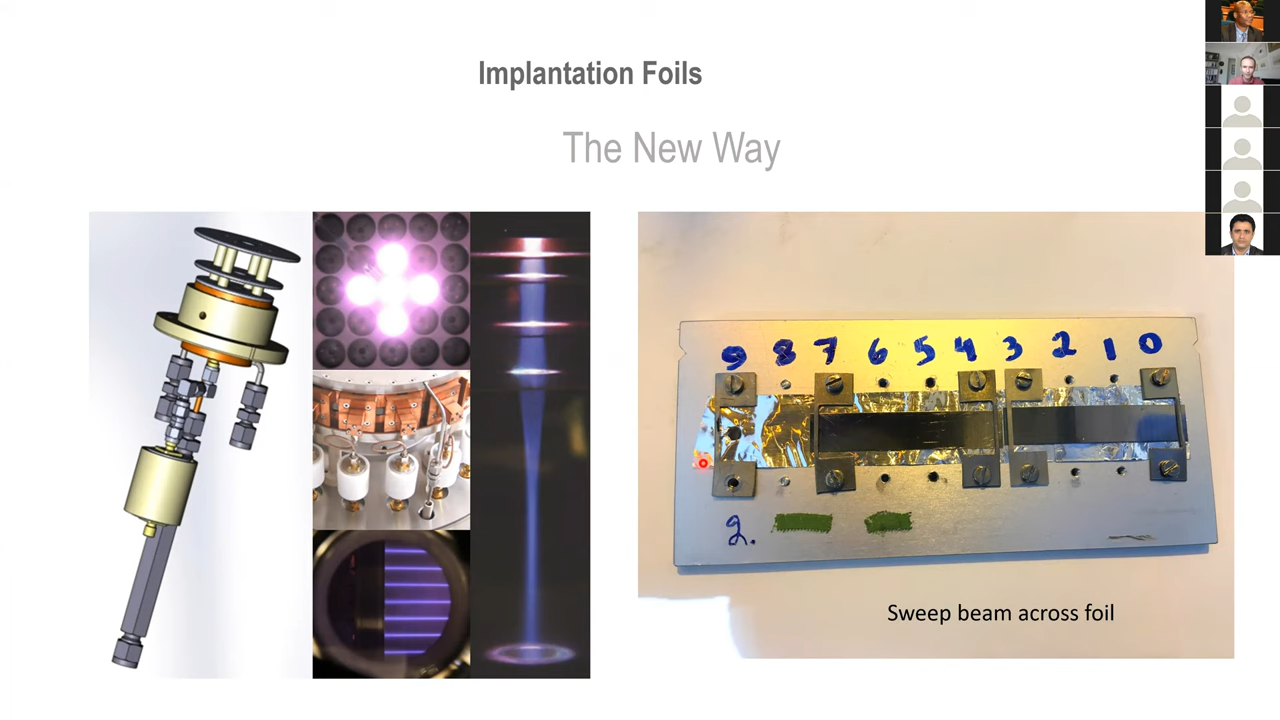 Implantation Foils
The New Way
9 8 7 6 5 4 3 2 1 0
2.
Sweep beam across foil